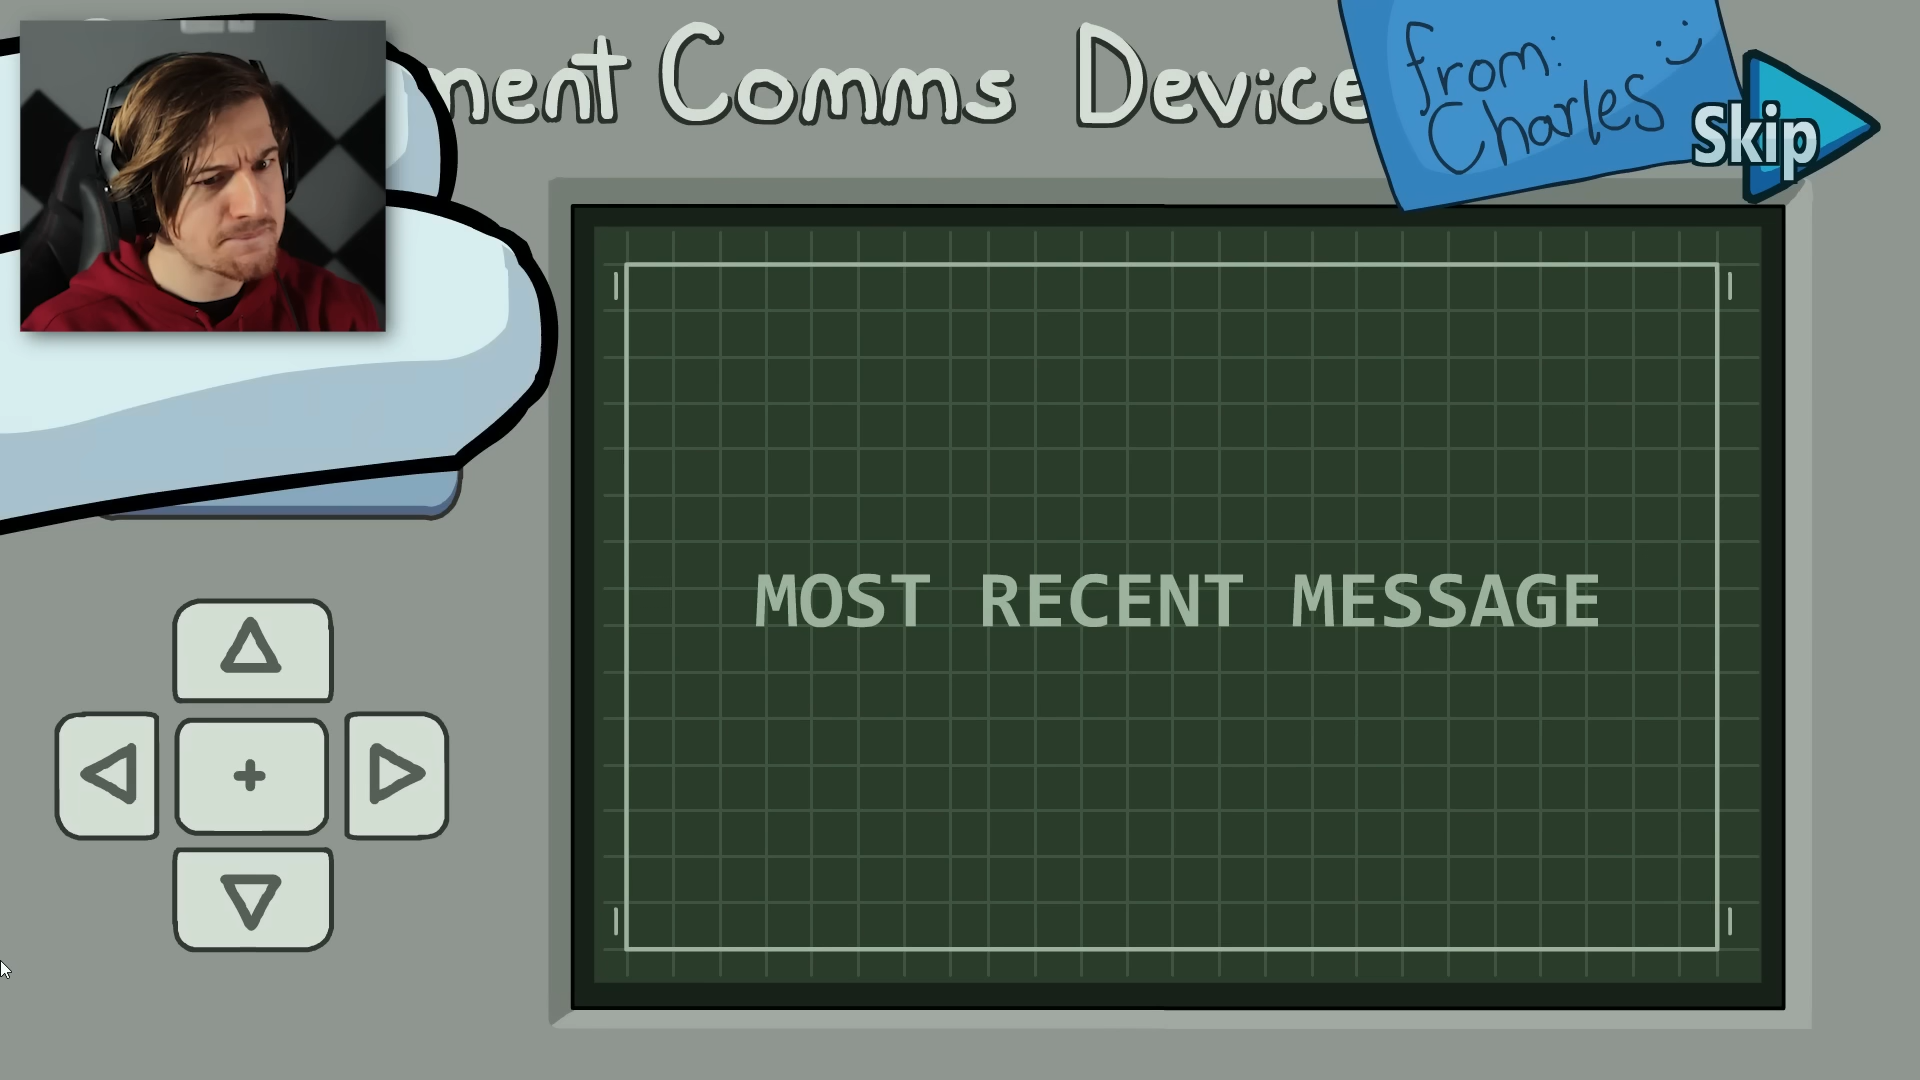 ment Comms Device
from:
Charles
Skip
MOST RECENT MESSAGE